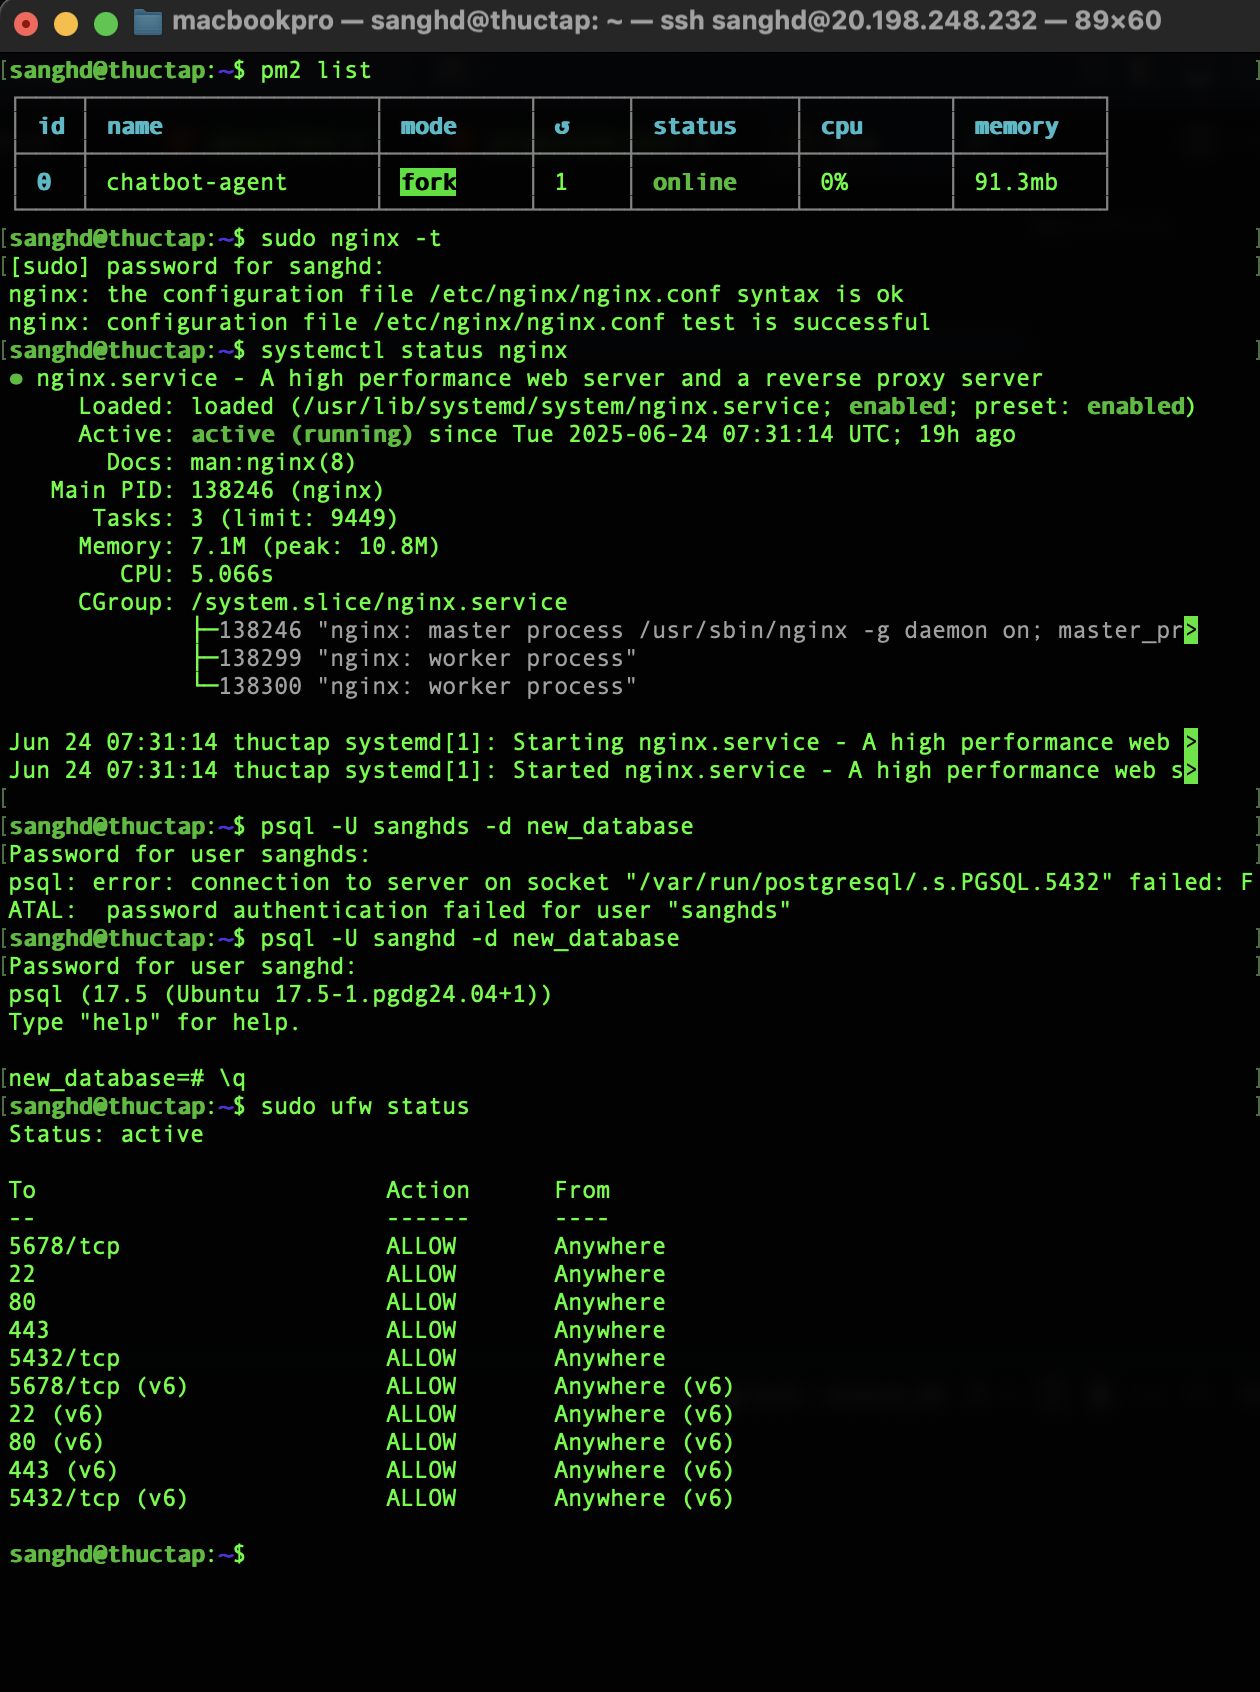 macbookpro — sanghd@thuctap: ~ — ssh sanghd@20.198.248.232 — 89×60
[sanghd@thuctap:~$ pm2 list ]
id name mode ↺ status cpu memory
0 chatbot-agent fork 1 online 0% 91.3mb
[sanghd@thuctap:~$ sudo nginx -t ]
[[sudo] password for sanghd: ]
nginx: the configuration file /etc/nginx/nginx.conf syntax is ok
nginx: configuration file /etc/nginx/nginx.conf test is successful
[sanghd@thuctap:~$ systemctl status nginx ]
● nginx.service - A high performance web server and a reverse proxy server
Loaded: loaded (/usr/lib/systemd/system/nginx.service; enabled; preset: enabled)
Active: active (running) since Tue 2025-06-24 07:31:14 UTC; 19h ago
Docs: man:nginx(8)
Main PID: 138246 (nginx)
Tasks: 3 (limit: 9449)
Memory: 7.1M (peak: 10.8M)
CPU: 5.066s
CGroup: /system.slice/nginx.service
├─138246 "nginx: master process /usr/sbin/nginx -g daemon on; master_pr>
├─138299 "nginx: worker process"
└─138300 "nginx: worker process"
Jun 24 07:31:14 thuctap systemd[1]: Starting nginx.service - A high performance web >
Jun 24 07:31:14 thuctap systemd[1]: Started nginx.service - A high performance web s>
[ ]
[sanghd@thuctap:~$ psql -U sanghds -d new_database ]
[Password for user sanghds: ]
psql: error: connection to server on socket "/var/run/postgresql/.s.PGSQL.5432" failed: F
ATAL:  password authentication failed for user "sanghds"
[sanghd@thuctap:~$ psql -U sanghd -d new_database ]
[Password for user sanghd: ]
psql (17.5 (Ubuntu 17.5-1.pgdg24.04+1))
Type "help" for help.
[new_database=# \q ]
[sanghd@thuctap:~$ sudo ufw status ]
Status: active
To Action From
-- ------ ----
5678/tcp ALLOW Anywhere
22 ALLOW Anywhere
80 ALLOW Anywhere
443 ALLOW Anywhere
5432/tcp ALLOW Anywhere
5678/tcp (v6) ALLOW Anywhere (v6)
22 (v6) ALLOW Anywhere (v6)
80 (v6) ALLOW Anywhere (v6)
443 (v6) ALLOW Anywhere (v6)
5432/tcp (v6) ALLOW Anywhere (v6)
sanghd@thuctap:~$